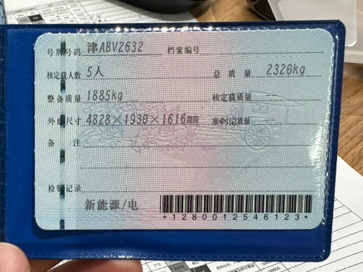 号牌号码 津ABV2632 档案编号
核定载人数 5人 总质量 2320kg
整备质量 1885kg 核定载质量
外廓尺寸 4828×1930×1616mm 准牵引总质量
备注
检验记录
新能源/电
*1280012546123*